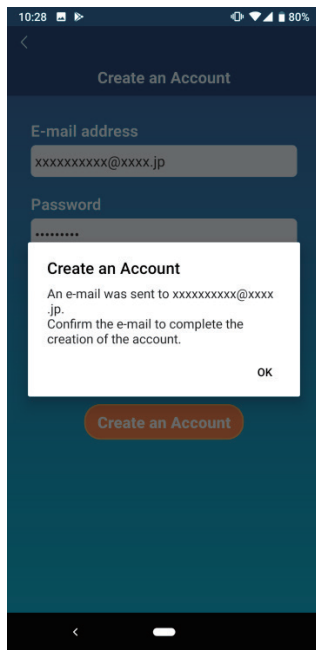 10:28 80%
Create an Account
E-mail address
xxxxxxxxxx@xxxx.jp
Password
•••••••••
Create an Account
An e-mail was sent to xxxxxxxxxx@xxxx
.jp.
Confirm the e-mail to complete the
creation of the account.
OK
Create an Account